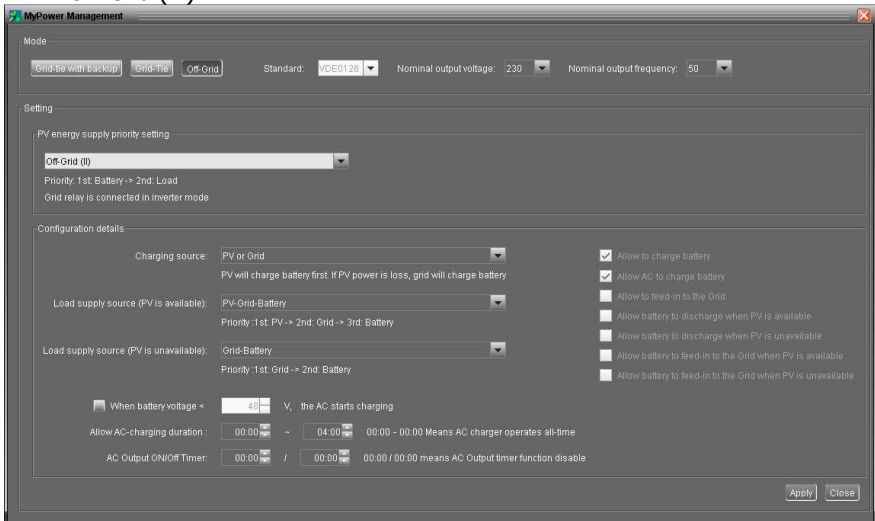 MyPower Management
Mode
Grid-tie with backup Grid-Tie Off-Grid Standard: VDE0126 Nominal output voltage: 230 Nominal output frequency: 50
Setting
PV energy supply priority setting
Off-Grid (II)
Priority: 1st: Battery -> 2nd: Load
Grid relay is connected in inverter mode
Configuration details
Charging source: PV or Grid
PV will charge battery first. If PV power is loss, grid will charge battery
Load supply source (PV is available): PV-Grid-Battery
Priority :1st: PV -> 2nd: Grid -> 3rd: Battery
Load supply source (PV is unavailable): Grid-Battery
Priority :1st: Grid -> 2nd: Battery
Allow to charge battery
Allow AC to charge battery
Allow to feed-in to the Grid
Allow battery to discharge when PV is available
Allow battery to discharge when PV is unavailable
Allow battery to feed-in to the Grid when PV is available
Allow battery to feed-in to the Grid when PV is unavailable
When battery voltage < 48 V, the AC starts charging
Allow AC-charging duration : 00:00 ~ 04:00 00:00 - 00:00 Means AC charger operates all-time
AC Output ON/Off Timer: 00:00 / 00:00 00:00 / 00:00 means AC Output timer function disable
Apply Close